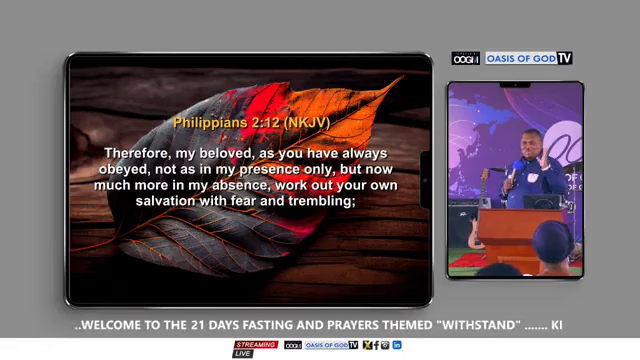 OOGM
OASIS OF GOD TV
Philippians 2:12 (NKJV)
Therefore, my beloved, as you have always
obeyed, not as in my presence only, but now
much more in my absence, work out your own
salvation with fear and trembling;
..WELCOME TO THE 21 DAYS FASTING AND PRAYERS THEMED "WITHSTAND" ....... KI
STREAMING
LIVE
OOGM OASIS OF GOD TV